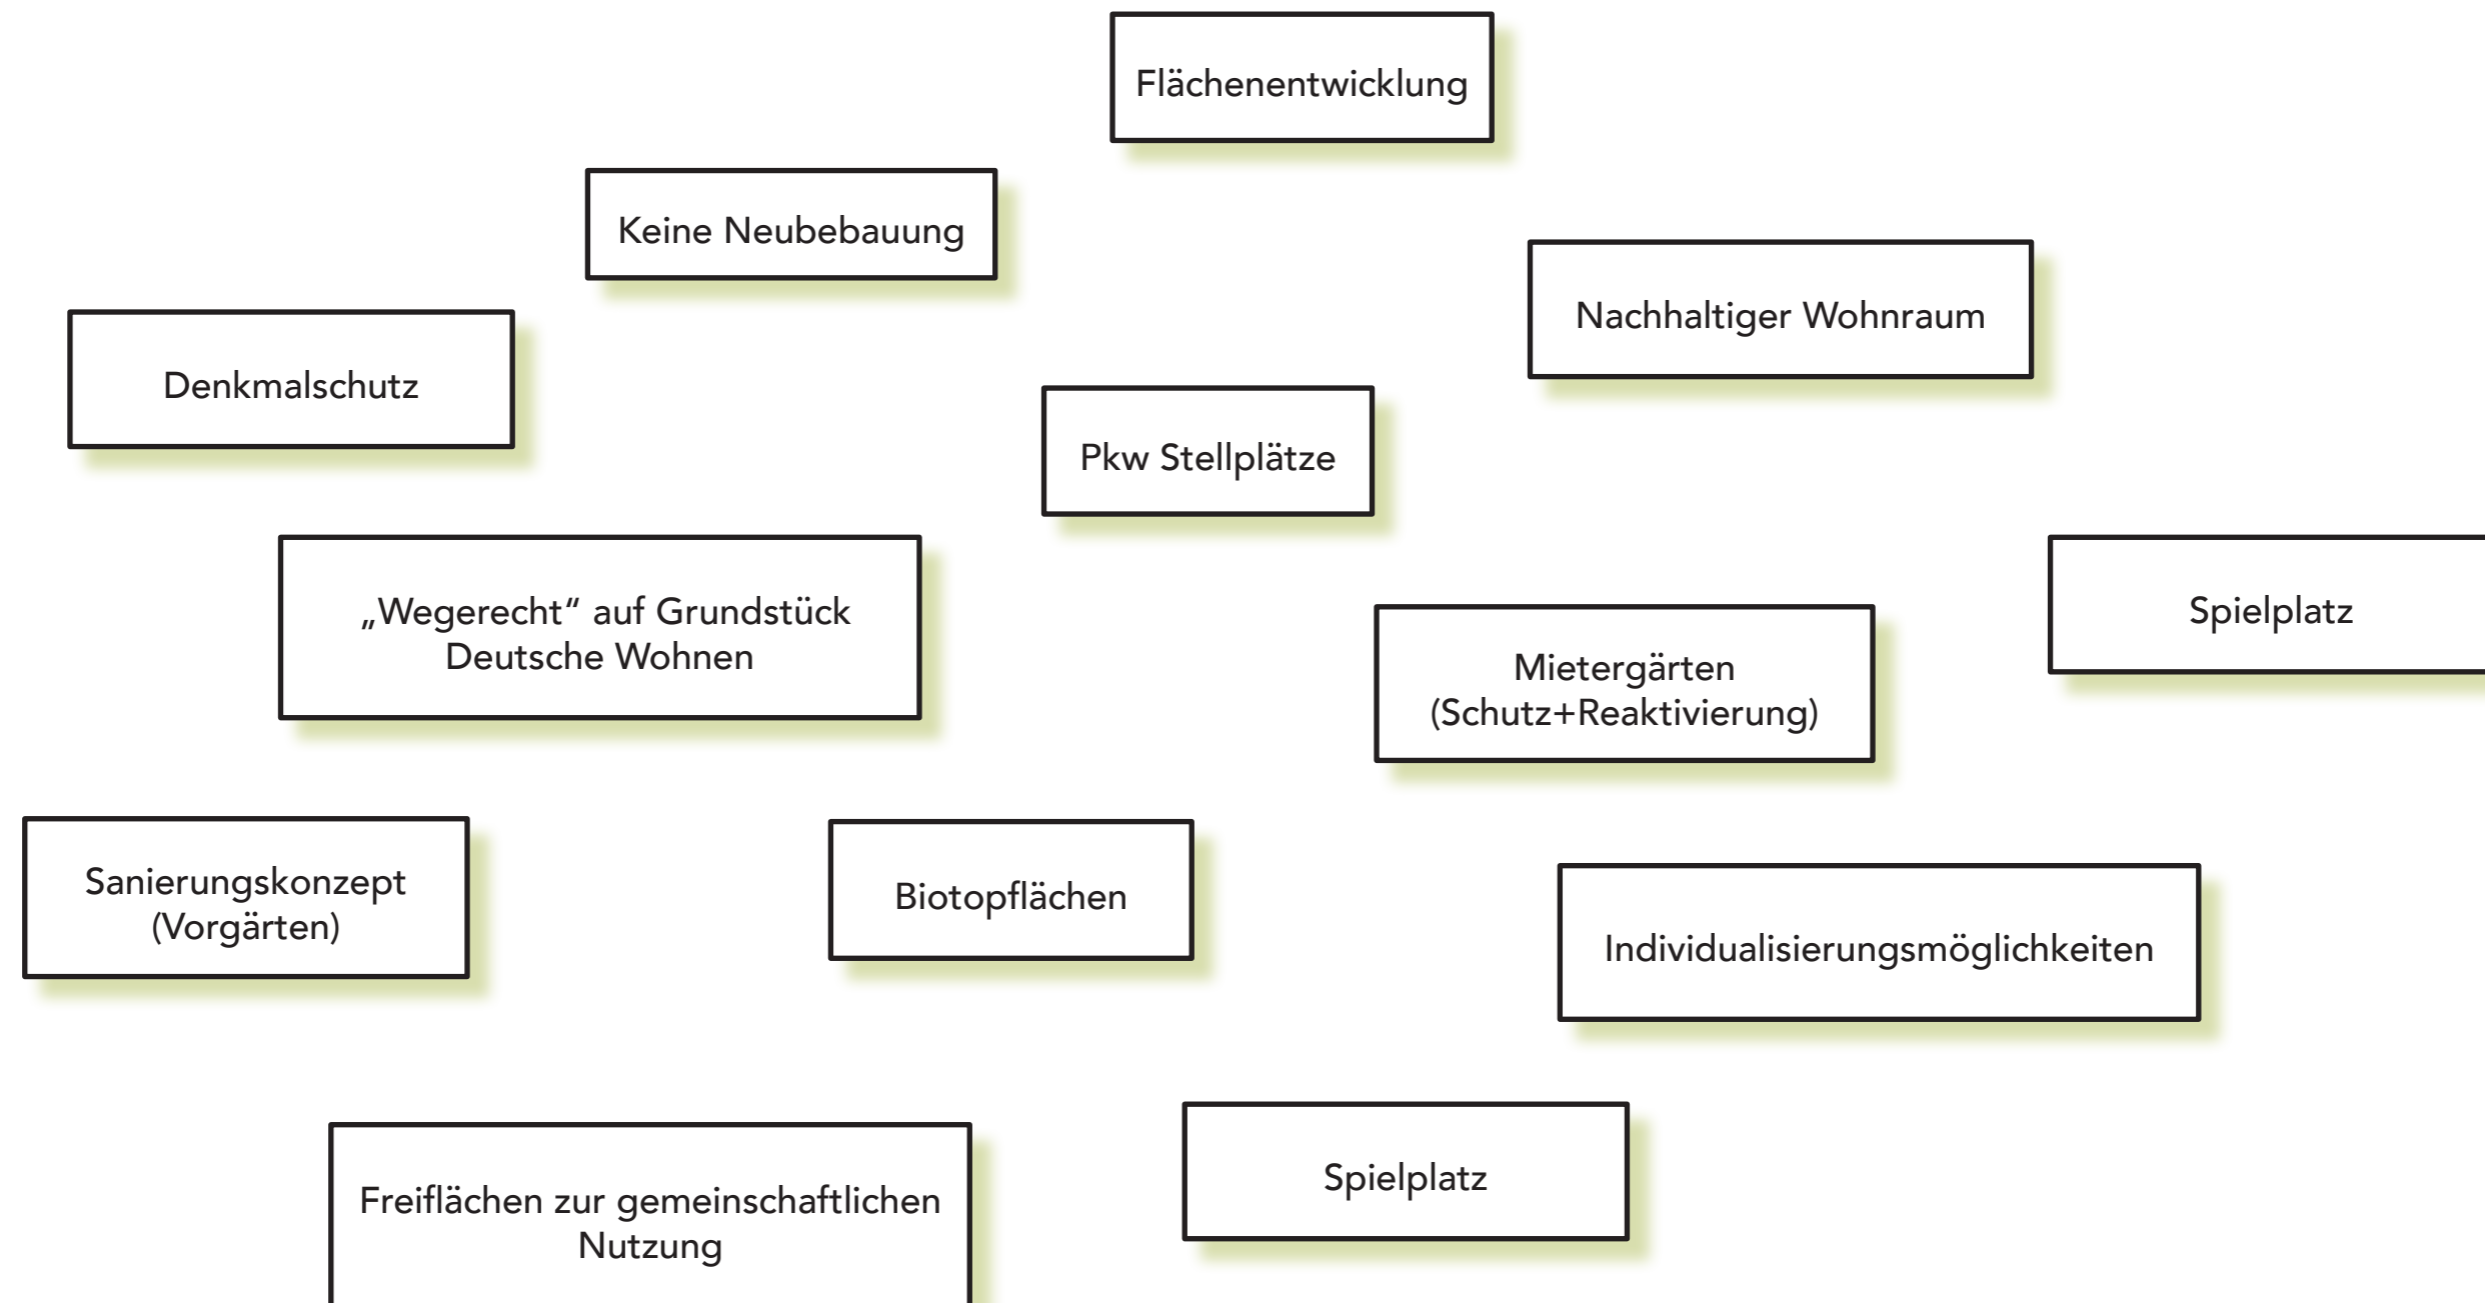 Flächenentwicklung
Keine Neubebauung
Nachhaltiger Wohnraum
Denkmalschutz
Pkw Stellplätze
„Wegerecht“ auf Grundstück
Deutsche Wohnen
Spielplatz
Mietergärten
(Schutz+Reaktivierung)
Sanierungskonzept
(Vorgärten)
Biotopflächen
Individualisierungsmöglichkeiten
Freiflächen zur gemeinschaftlichen
Nutzung
Spielplatz